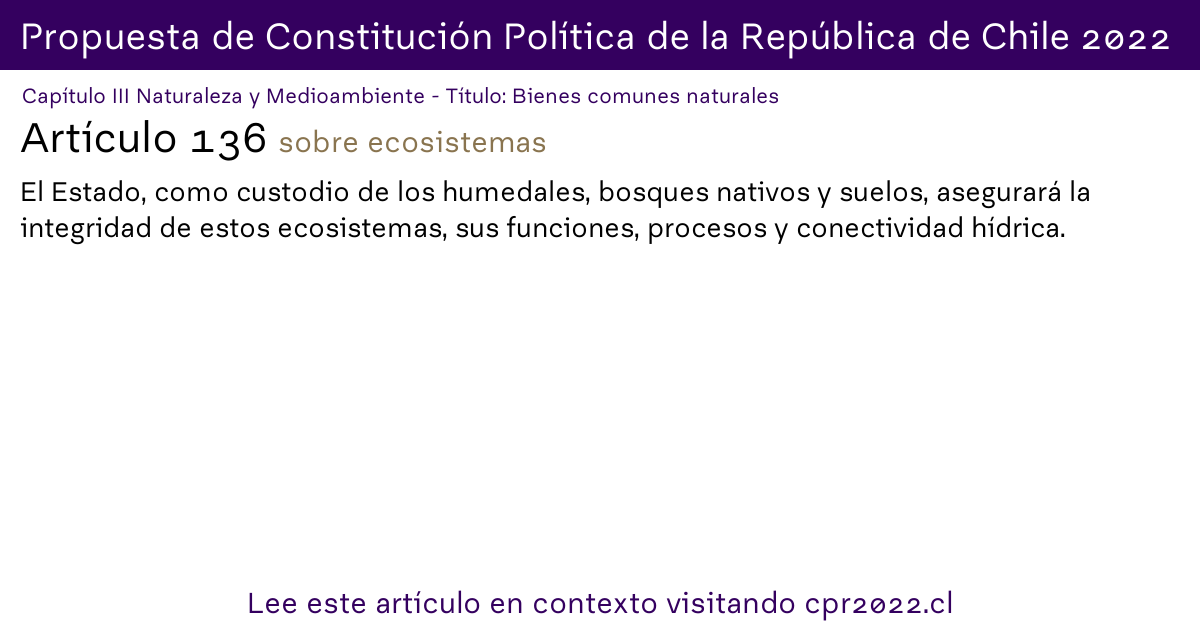 Propuesta de Constitución Política de la República de Chile 2022
Capítulo III Naturaleza y Medioambiente - Título: Bienes comunes naturales
Artículo 136 sobre ecosistemas
El Estado, como custodio de los humedales, bosques nativos y suelos, asegurará la
integridad de estos ecosistemas, sus funciones, procesos y conectividad hídrica.
Lee este artículo en contexto visitando cpr2022.cl